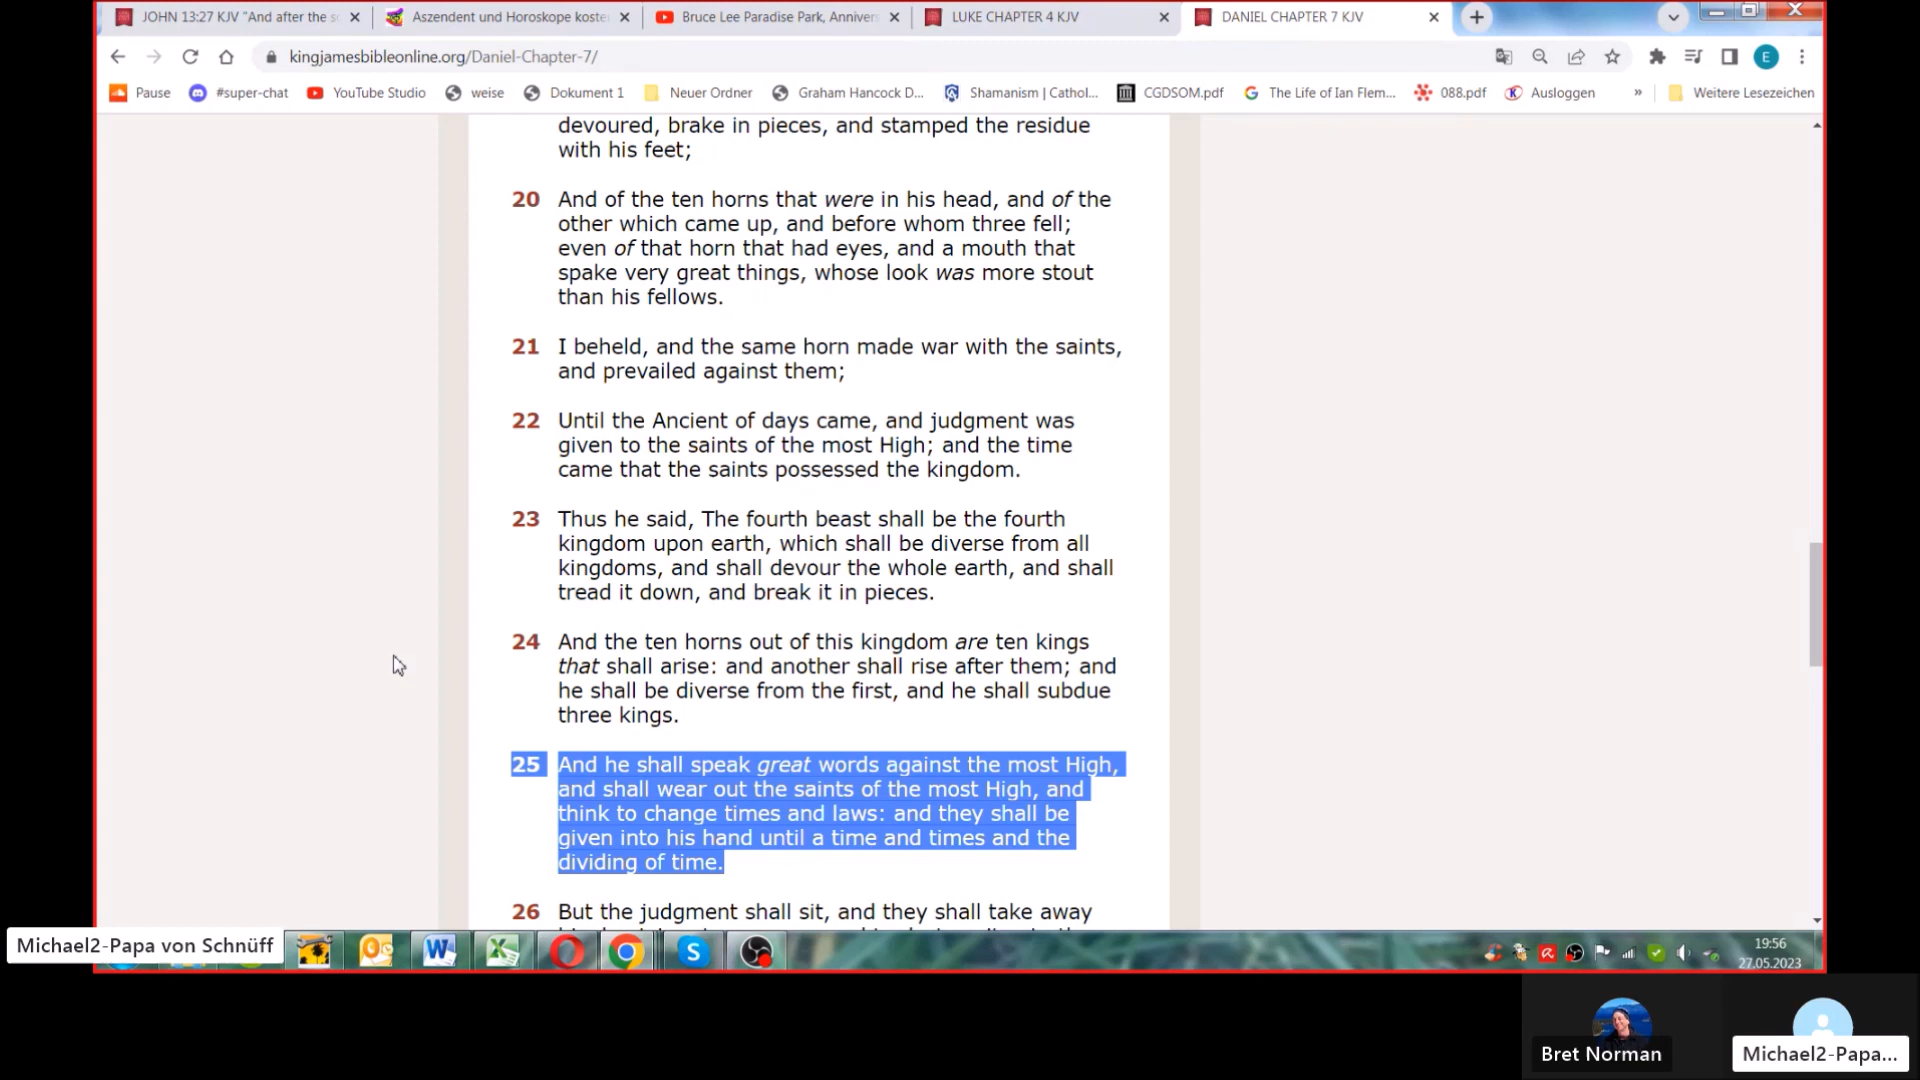 JOHN 13:27 KJV "And after the s
Aszendent und Horoskope koste
Bruce Lee Paradise Park, Annivers
LUKE CHAPTER 4 KJV
DANIEL CHAPTER 7 KJV
kingjamesbibleonline.org/Daniel-Chapter-7/
E
Pause
#super-chat
YouTube Studio
weise
Dokument 1
Neuer Ordner
Graham Hancock D...
Shamanism | Cathol...
CGDSOM.pdf
The Life of Ian Flem...
088.pdf
Ausloggen
»
Weitere Lesezeichen
devoured, brake in pieces, and stamped the residue
with his feet;
20 And of the ten horns that were in his head, and of the
other which came up, and before whom three fell;
even of that horn that had eyes, and a mouth that
spake very great things, whose look was more stout
than his fellows.
21 I beheld, and the same horn made war with the saints,
and prevailed against them;
22 Until the Ancient of days came, and judgment was
given to the saints of the most High; and the time
came that the saints possessed the kingdom.
23 Thus he said, The fourth beast shall be the fourth
kingdom upon earth, which shall be diverse from all
kingdoms, and shall devour the whole earth, and shall
tread it down, and break it in pieces.
24 And the ten horns out of this kingdom are ten kings
that shall arise: and another shall rise after them; and
he shall be diverse from the first, and he shall subdue
three kings.
25 And he shall speak great words against the most High,
and shall wear out the saints of the most High, and
think to change times and laws: and they shall be
given into his hand until a time and times and the
dividing of time.
26 But the judgment shall sit, and they shall take away
Michael2-Papa von Schnüff
19:56
27.05.2023
Bret Norman
Michael2-Papa...